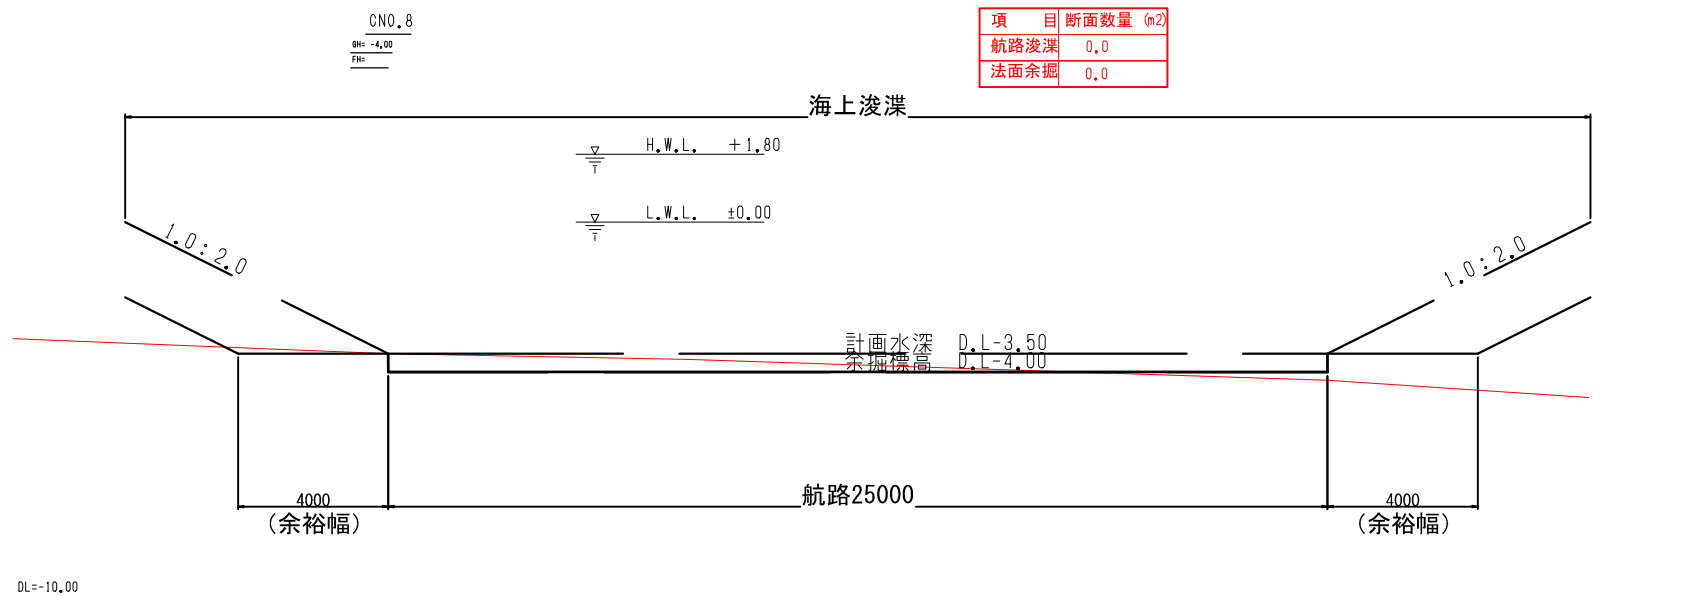 CNO.8
GH= -4.00
FH=
項 目 断面数量 (m2)
航路浚渫 0.0
法面余掘 0.0
海上浚渫
H.W.L. +1.80
L.W.L. ±0.00
1.0:2.0
1.0:2.0
計画水深 D.L-3.50
余掘標高 D.L-4.00
4000
(余裕幅)
航路25000
4000
(余裕幅)
DL=-10.00